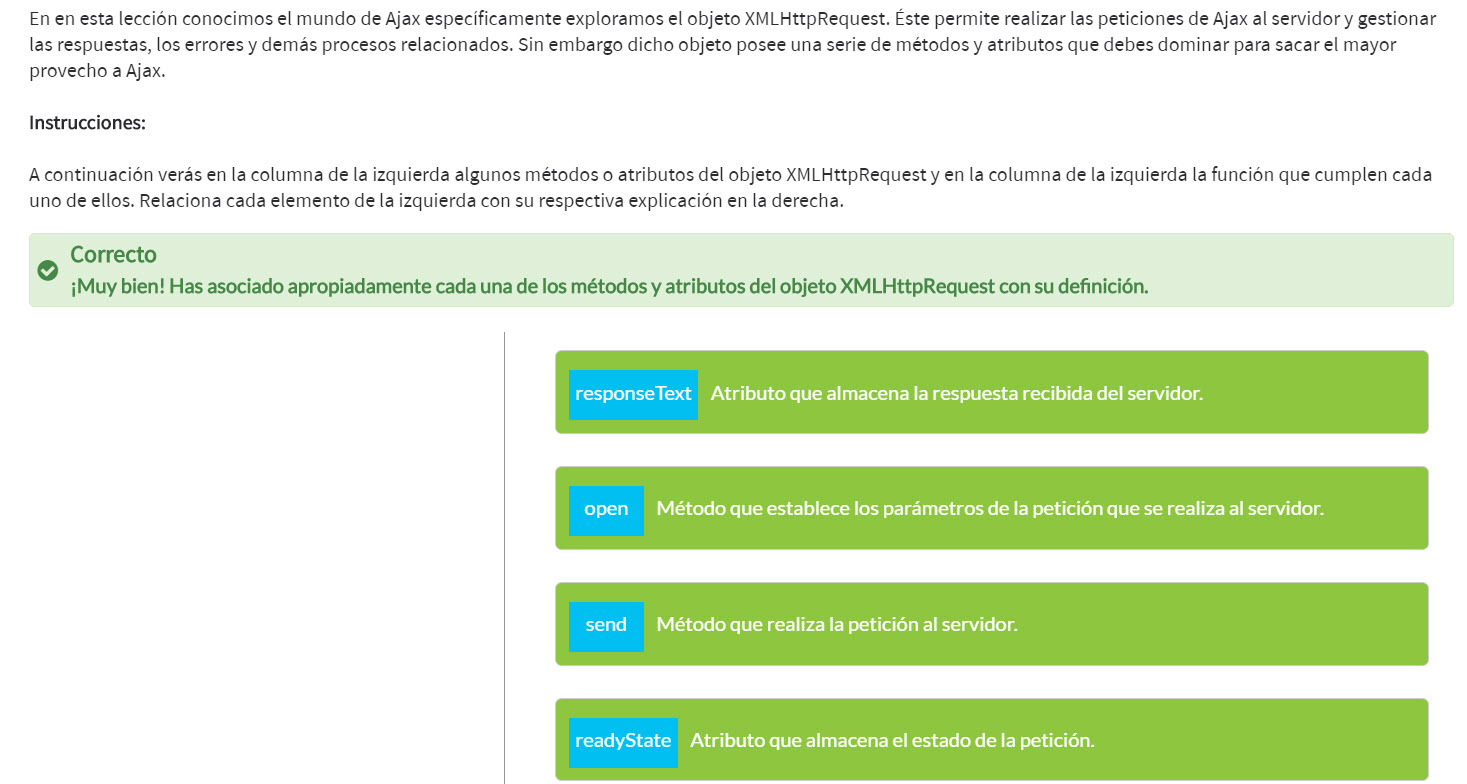 En en esta lección conocimos el mundo de Ajax específicamente exploramos el objeto XMLHttpRequest. Éste permite realizar las peticiones de Ajax al servidor y gestionar
las respuestas, los errores y demás procesos relacionados. Sin embargo dicho objeto posee una serie de métodos y atributos que debes dominar para sacar el mayor
provecho a Ajax.
Instrucciones:
A continuación verás en la columna de la izquierda algunos métodos o atributos del objeto XMLHttpRequest y en la columna de la izquierda la función que cumplen cada
uno de ellos. Relaciona cada elemento de la izquierda con su respectiva explicación en la derecha.
Correcto
¡Muy bien! Has asociado apropiadamente cada una de los métodos y atributos del objeto XMLHttpRequest con su definición.
responseText Atributo que almacena la respuesta recibida del servidor.
open Método que establece los parámetros de la petición que se realiza al servidor.
send Método que realiza la petición al servidor.
readyState Atributo que almacena el estado de la petición.